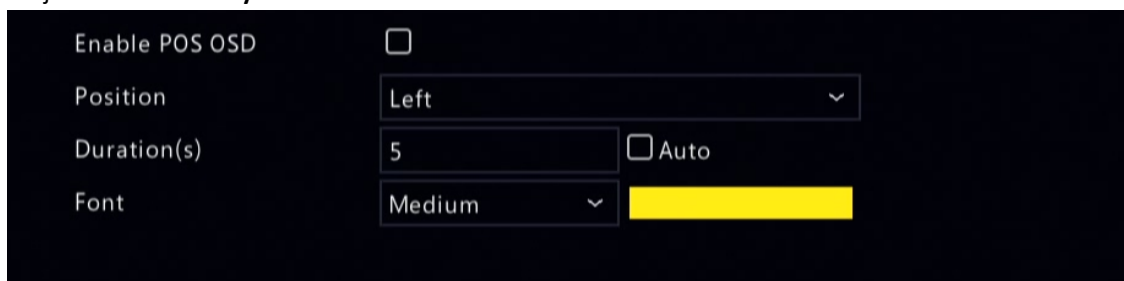 Enable POS OSD
Position Left
Duration(s) 5 Auto
Font Medium